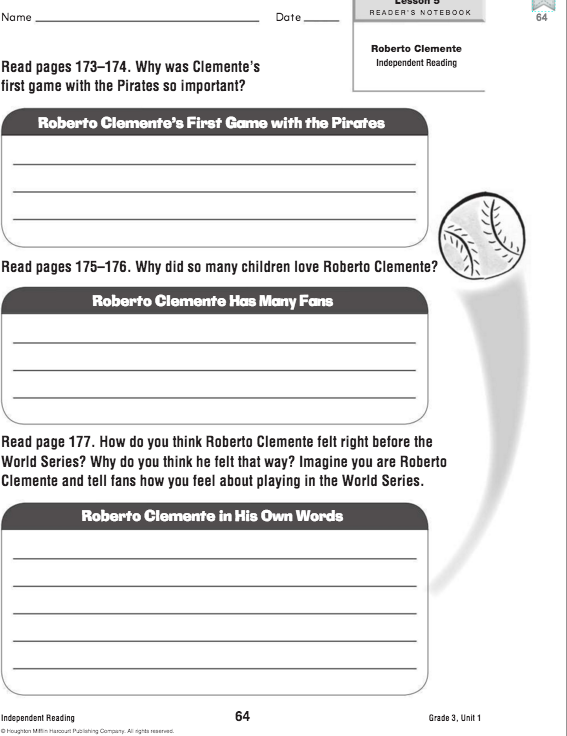 Name Date
Lesson 5
READER'S NOTEBOOK
64
Roberto Clemente
Independent Reading
Read pages 173–174. Why was Clemente's
first game with the Pirates so important?
Roberto Clemente's First Game with the Pirates
Read pages 175–176. Why did so many children love Roberto Clemente?
Roberto Clemente Has Many Fans
Read page 177. How do you think Roberto Clemente felt right before the
World Series? Why do you think he felt that way? Imagine you are Roberto
Clemente and tell fans how you feel about playing in the World Series.
Roberto Clemente in His Own Words
Independent Reading 64 Grade 3, Unit 1
© Houghton Mifflin Harcourt Publishing Company. All rights reserved.